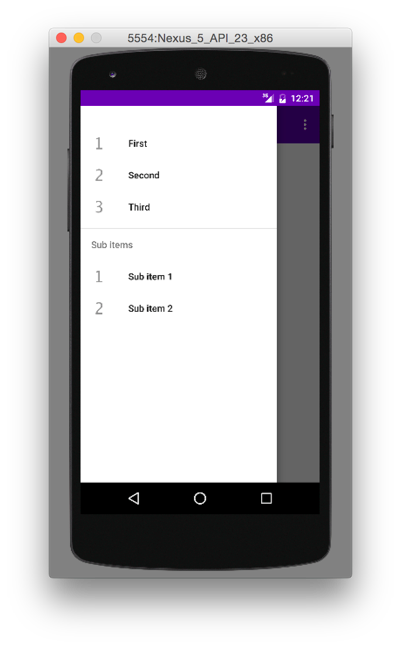 5554:Nexus_5_API_23_x86
3G 12:21
1 First
2 Second
3 Third
Sub items
1 Sub item 1
2 Sub item 2